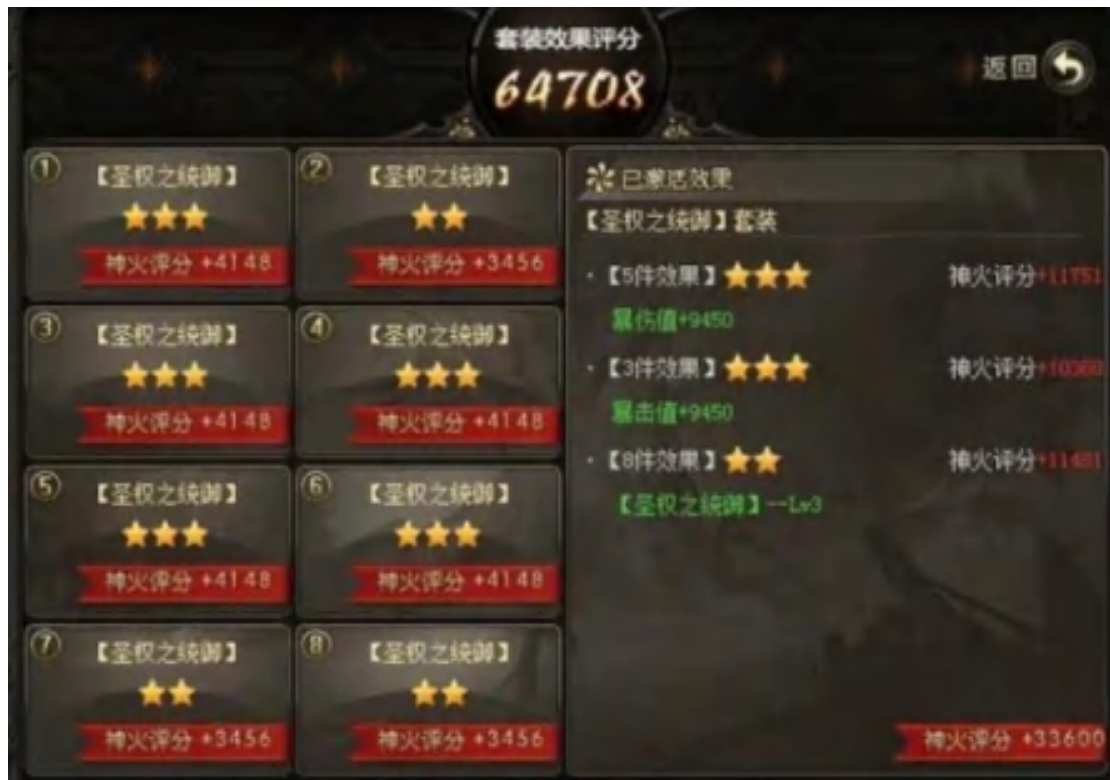 套装效果评分
64708
返回
①
【圣权之统御】
神火评分 +4148
②
【圣权之统御】
神火评分 +3456
③
【圣权之统御】
神火评分 +4148
④
【圣权之统御】
神火评分 +4148
⑤
【圣权之统御】
神火评分 +4148
⑥
【圣权之统御】
神火评分 +4148
⑦
【圣权之统御】
神火评分 +3456
⑧
【圣权之统御】
神火评分 +3456
已激活效果
【圣权之统御】套装
·【5件效果】 神火评分+11751
暴伤值+9450
·【3件效果】 神火评分+10368
暴击值+9450
·【8件效果】 神火评分+11481
【圣权之统御】--Lv3
神火评分 +33600